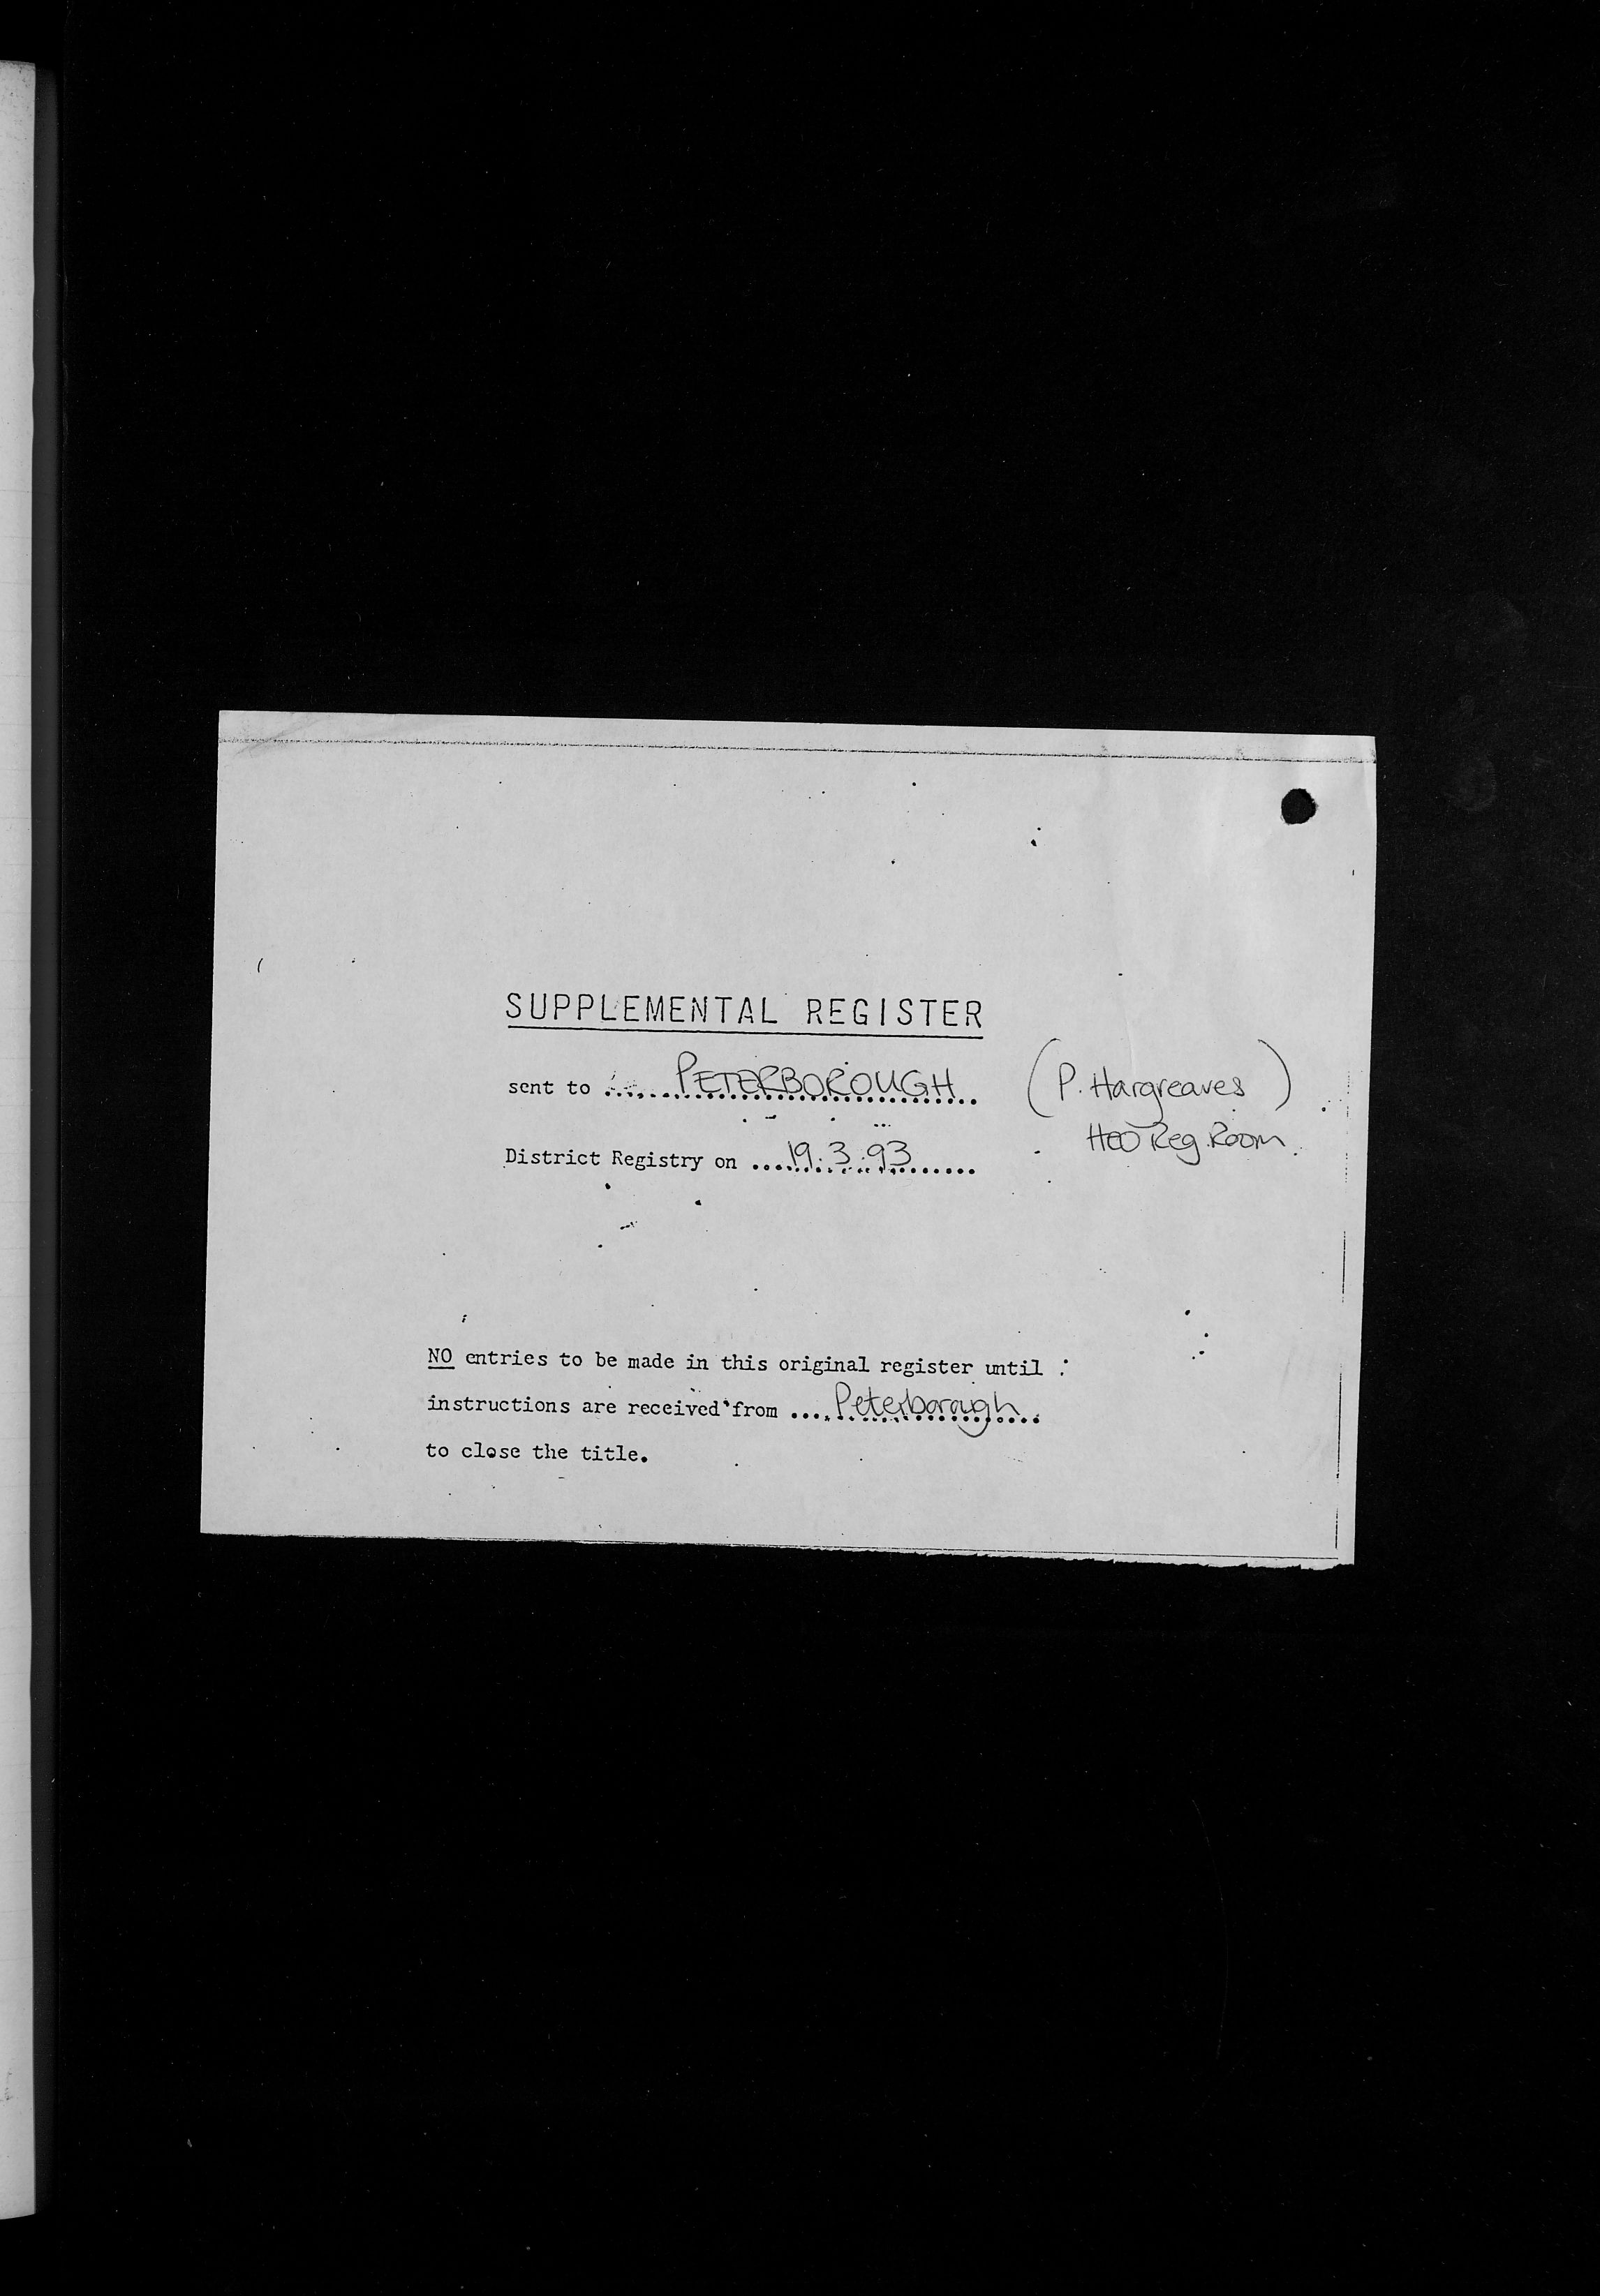 SUPPLEMENTAL REGISTER
sent to ........ PETERBOROUGH ........ (P. Hargreaves)
HEO Reg. Room.
District Registry on .... 19.3.93 ........
NO entries to be made in this original register until
instructions are received from .... Peterborough ....
to close the title.